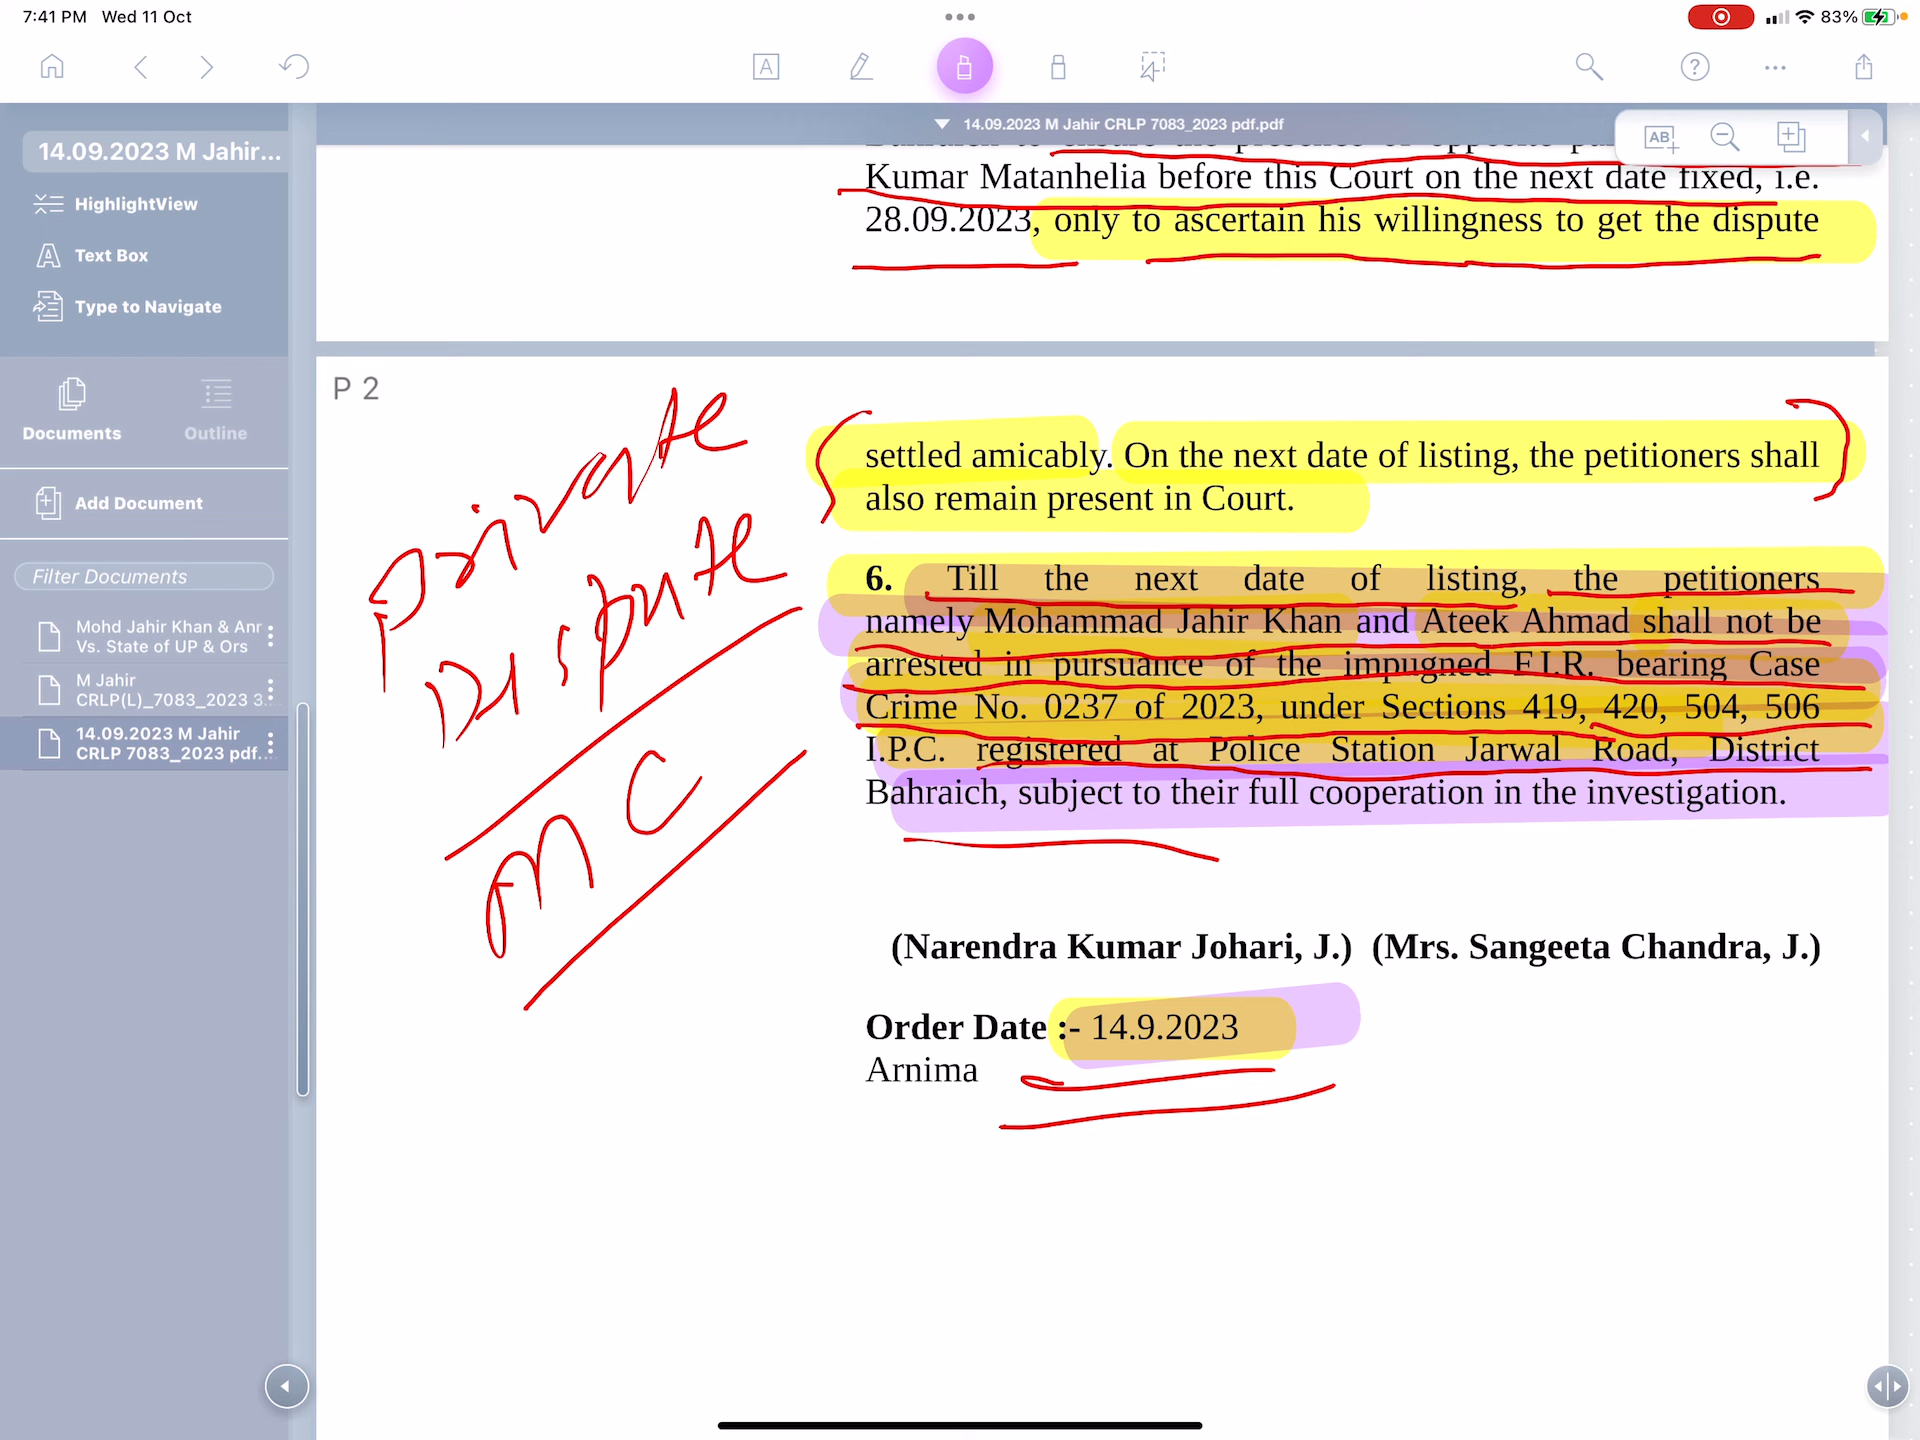 7:41 PM Wed 11 Oct
83%
A
?
14.09.2023 M Jahir CRLP 7083_2023 pdf.pdf
AB
14.09.2023 M Jahir...
HighlightView
Text Box
Type to Navigate
Documents
Outline
Add Document
Filter Documents
Mohd Jahir Khan & Anr
Vs. State of UP & Ors
M Jahir
CRLP(L)_7083_2023 3...
14.09.2023 M Jahir
CRLP 7083_2023 pdf...
Kumar Matanhelia before this Court on the next date fixed, i.e.
28.09.2023, only to ascertain his willingness to get the dispute
P 2
Private
Dispute
MC
settled amicably. On the next date of listing, the petitioners shall
also remain present in Court.
6. Till the next date of listing, the petitioners
namely Mohammad Jahir Khan and Ateek Ahmad shall not be
arrested in pursuance of the impugned F.I.R. bearing Case
Crime No. 0237 of 2023, under Sections 419, 420, 504, 506
I.P.C. registered at Police Station Jarwal Road, District
Bahraich, subject to their full cooperation in the investigation.
(Narendra Kumar Johari, J.) (Mrs. Sangeeta Chandra, J.)
Order Date :- 14.9.2023
Arnima